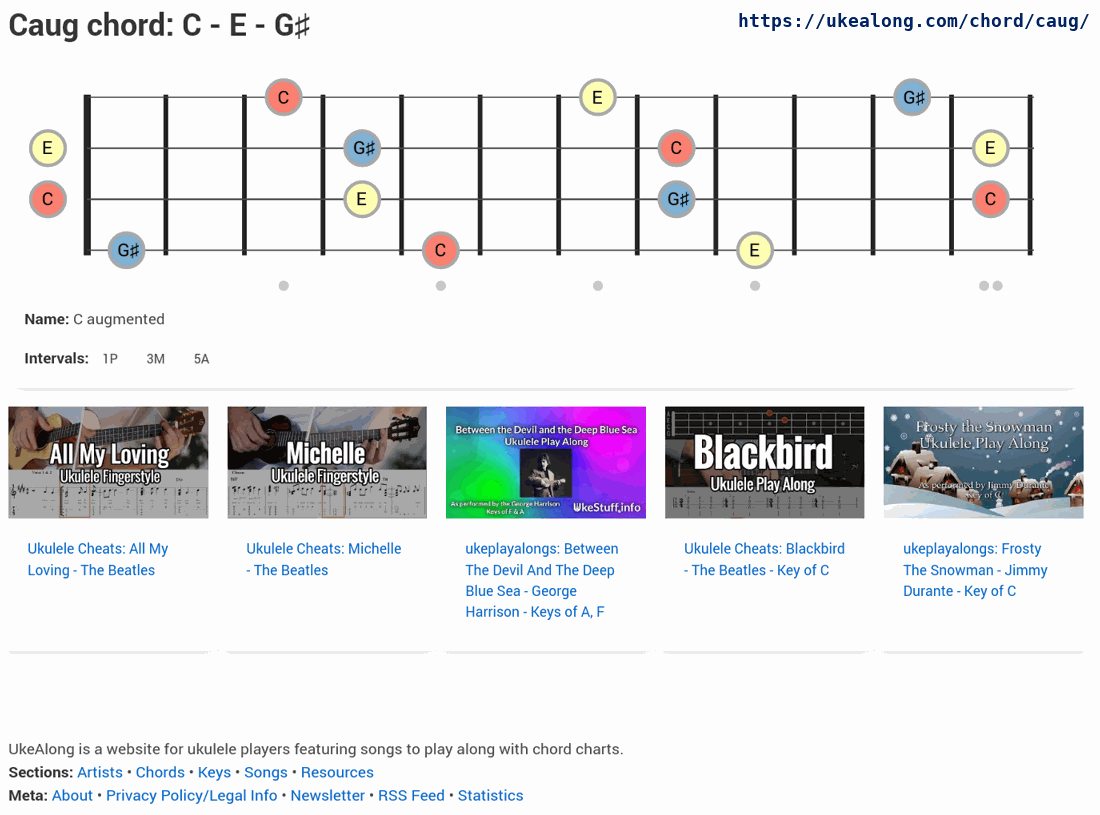 Caug chord: C - E - G♯
https://ukealong.com/chord/caug/
C E G♯
E G♯ C E
C E G♯ C
G♯ C E
Name: C augmented
Intervals: 1P 3M 5A
All My Loving
Ukulele Fingerstyle
Michelle
Ukulele Fingerstyle
Between the Devil and the Deep Blue Sea
Ukulele Play Along
As performed by the George Harrison
Keys of F & A
UkeStuff.info
Blackbird
Ukulele Play Along
Frosty the Snowman
Ukulele Play Along
As performed by Jimmy Durante
Key of C
Ukulele Cheats: All My
Loving - The Beatles
Ukulele Cheats: Michelle
- The Beatles
ukeplayalongs: Between
The Devil And The Deep
Blue Sea - George
Harrison - Keys of A, F
Ukulele Cheats: Blackbird
- The Beatles - Key of C
ukeplayalongs: Frosty
The Snowman - Jimmy
Durante - Key of C
UkeAlong is a website for ukulele players featuring songs to play along with chord charts.
Sections: Artists • Chords • Keys • Songs • Resources
Meta: About • Privacy Policy/Legal Info • Newsletter • RSS Feed • Statistics